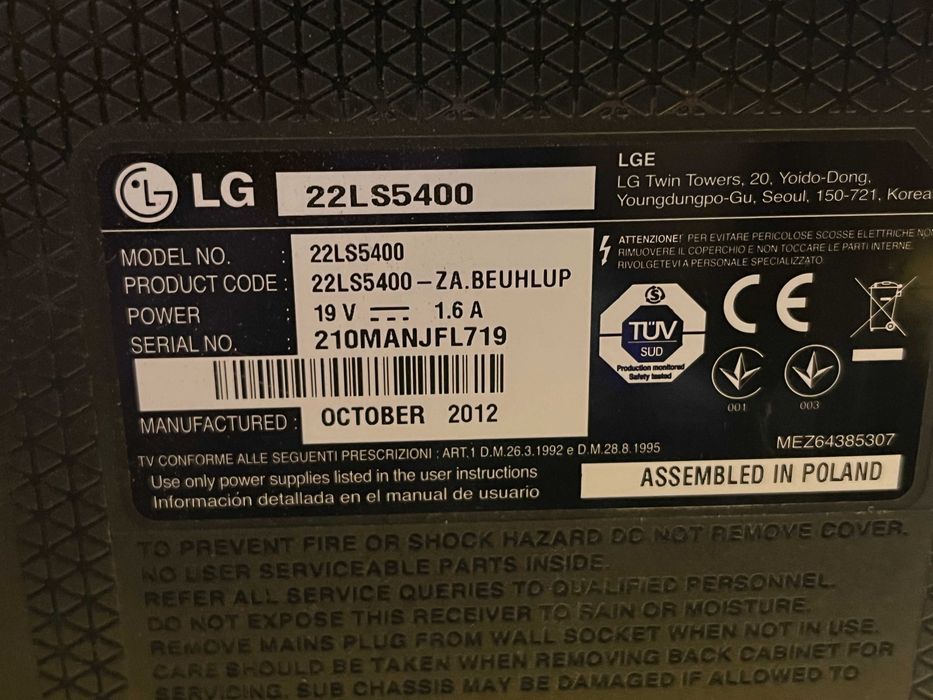 LG 22LS5400
LGE
LG Twin Towers, 20, Yoido-Dong,
Youngdungpo-Gu, Seoul, 150-721, Korea
MODEL NO. : 22LS5400
PRODUCT CODE : 22LS5400-ZA.BEUHLUP
POWER : 19 V 1.6 A
SERIAL NO. : 210MANJFL719
MANUFACTURED : OCTOBER 2012
ATTENZIONE! PER EVITARE PERICOLOSE SCOSSE ELETTRICHE NON
RIMUOVERE IL COPERCHIO E NON TOCCARE LE PARTI INTERNE.
RIVOLGETEVI A PERSONALE SPECIALIZZATO.
TÜV
SÜD
Production monitored
Safety tested
CE
001
003
MEZ64385307
TV CONFORME ALLE SEGUENTI PRESCRIZIONI : ART.1 D.M.26.3.1992 e D.M.28.8.1995
Use only power supplies listed in the user instructions
Información detallada en el manual de usuario
ASSEMBLED IN POLAND
TO PREVENT FIRE OR SHOCK HAZARD DO NOT REMOVE COVER.
NO USER SERVICEABLE PARTS INSIDE.
REFER ALL SERVICE QUERIES TO QUALIFIED PERSONNEL.
DO NOT EXPOSE THIS RECEIVER TO RAIN OR MOISTURE.
REMOVE MAINS PLUG FROM WALL SOCKET WHEN NOT IN USE.
CARE SHOULD BE TAKEN WHEN REMOVING BACK CABINET FOR
SERVICING. SUB CHASSIS MAY BE DAMAGED IF ALLOWED TO